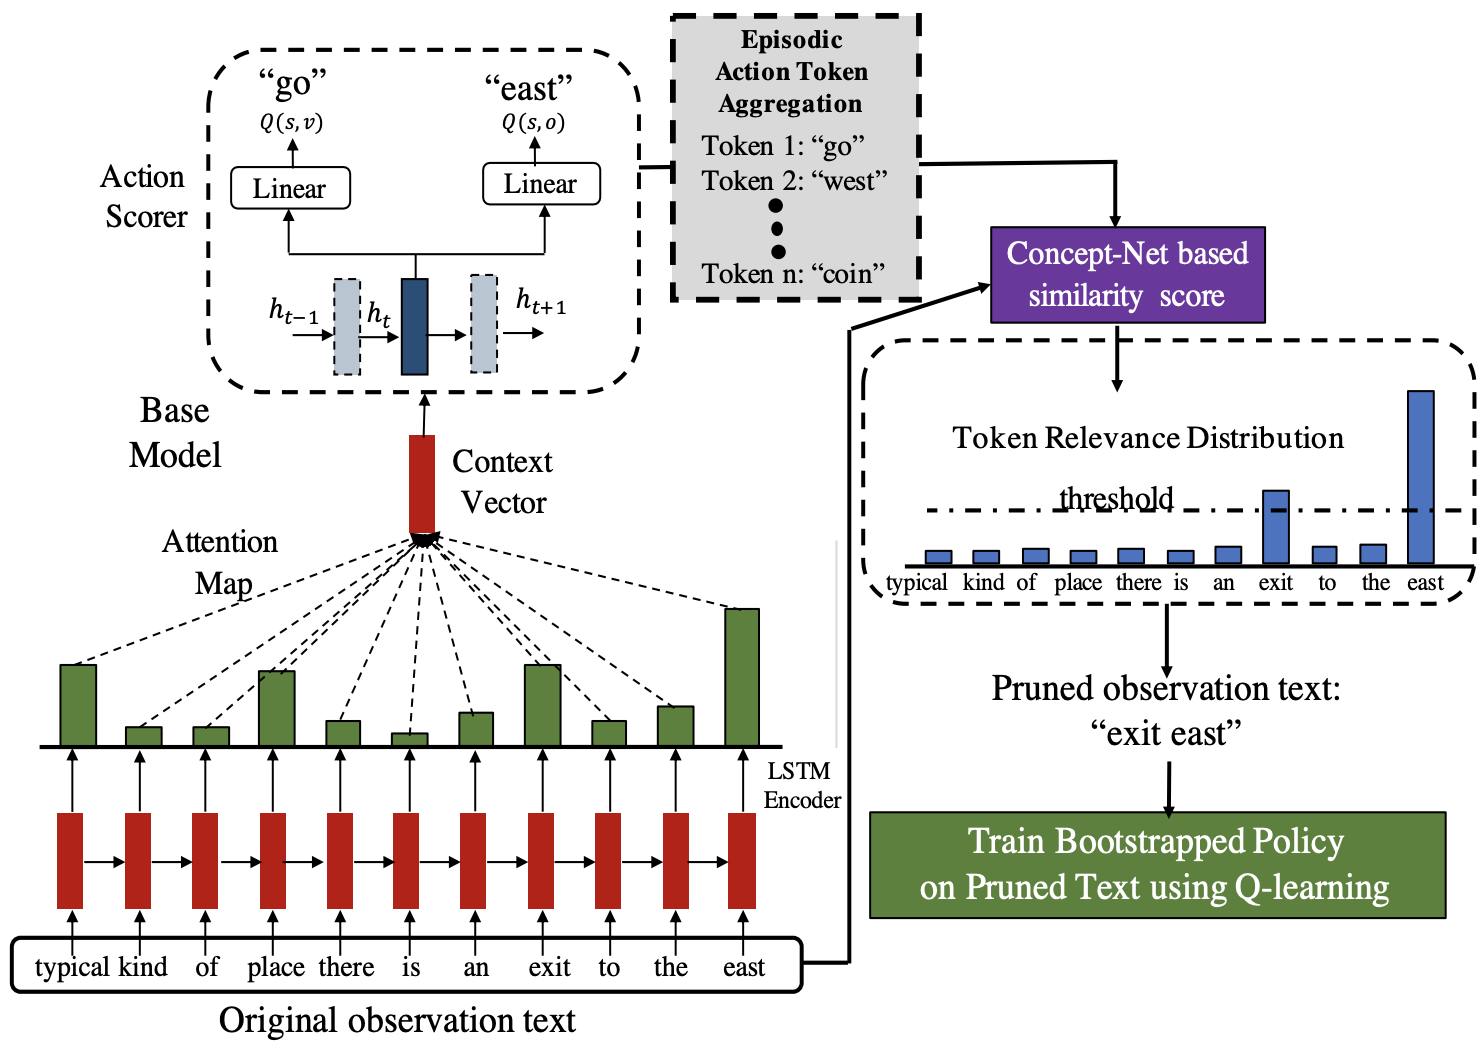 “go”
Q(s,v)
Linear
“east”
Q(s,o)
Linear
Action
Scorer
h_{t-1}
h_t
h_{t+1}
Base
Model
Context
Vector
Attention
Map
LSTM
Encoder
typical kind of place there is an exit to the east
Original observation text
Episodic
Action Token
Aggregation
Token 1: “go”
Token 2: “west”
Token n: “coin”
Concept-Net based
similarity score
Token Relevance Distribution
threshold
typical kind of place there is an exit to the east
Pruned observation text:
“exit east”
Train Bootstrapped Policy
on Pruned Text using Q-learning